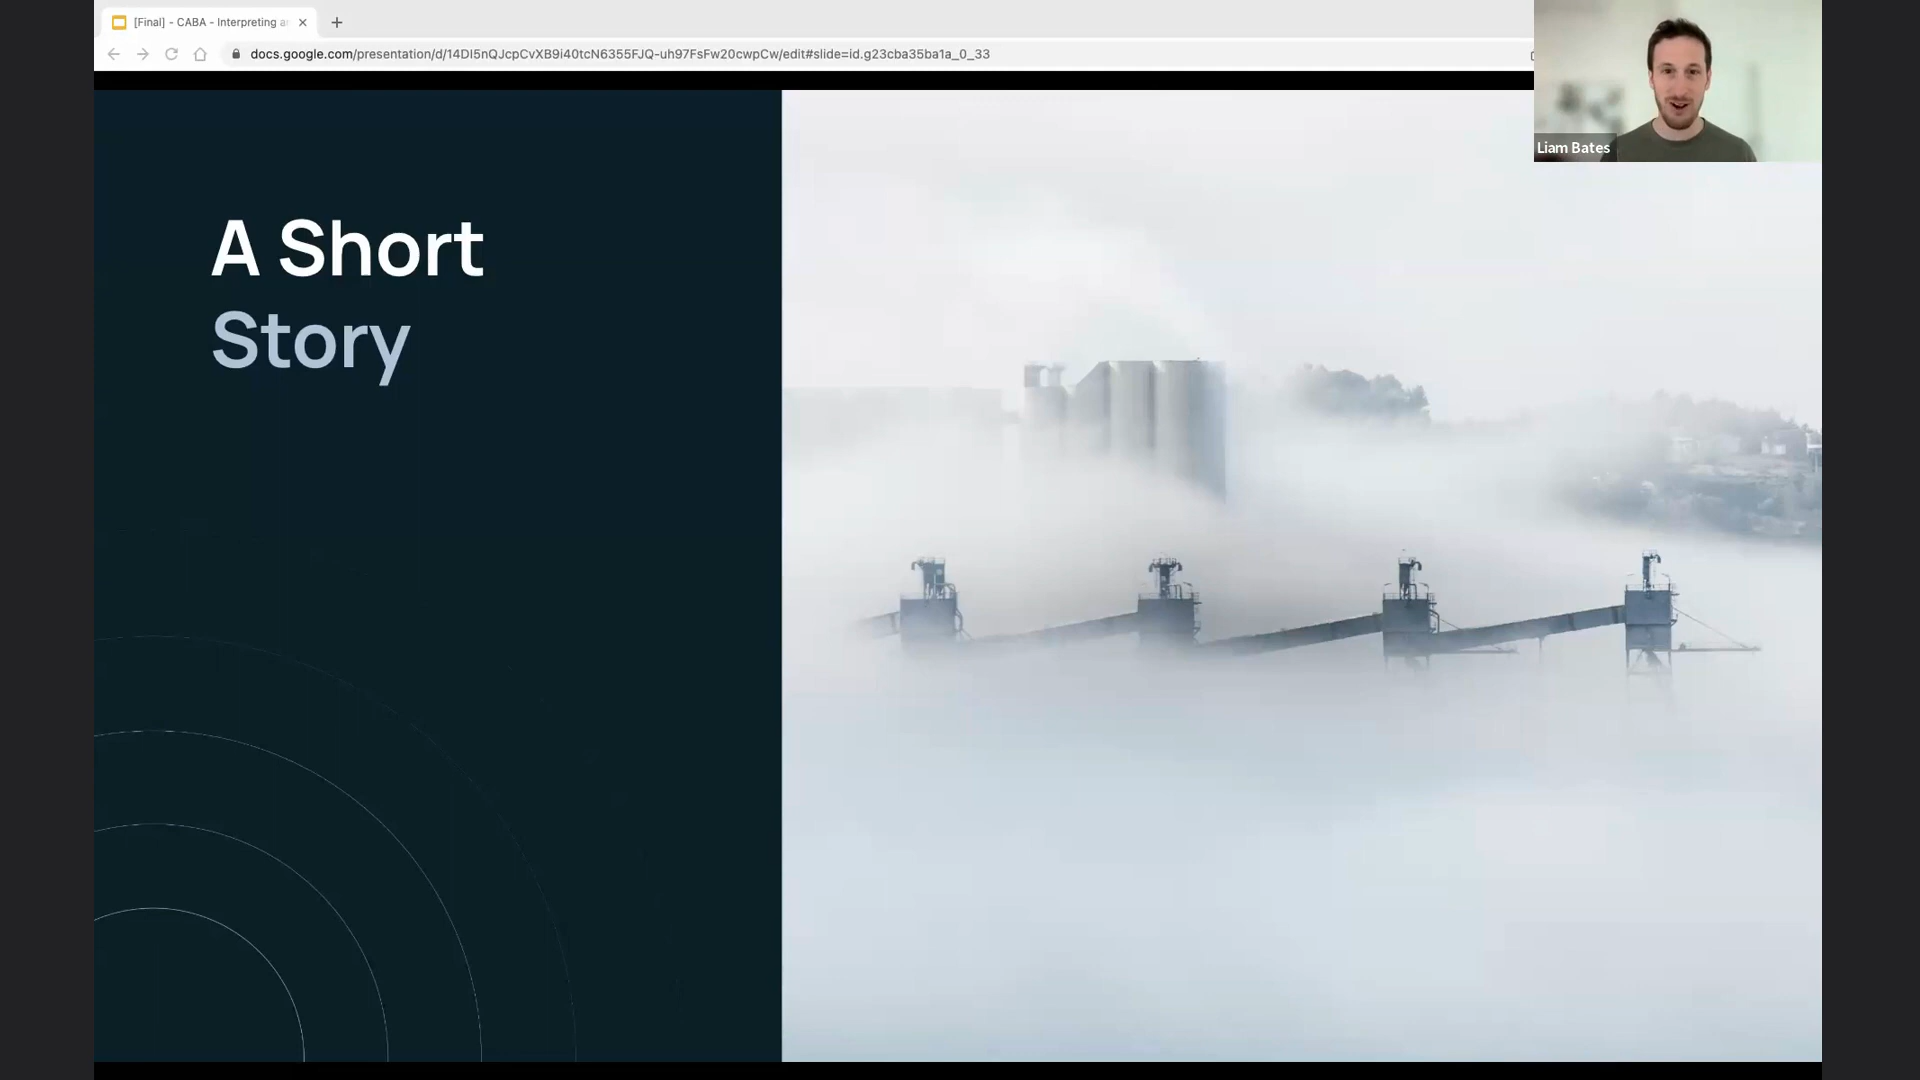 [Final] - CABA - Interpreting a
docs.google.com/presentation/d/14DI5nQJcpCvXB9i40tcN6355FJQ-uh97FsFw20cwpCw/edit#slide=id.g23cba35ba1a_0_33
Liam Bates
A Short
Story